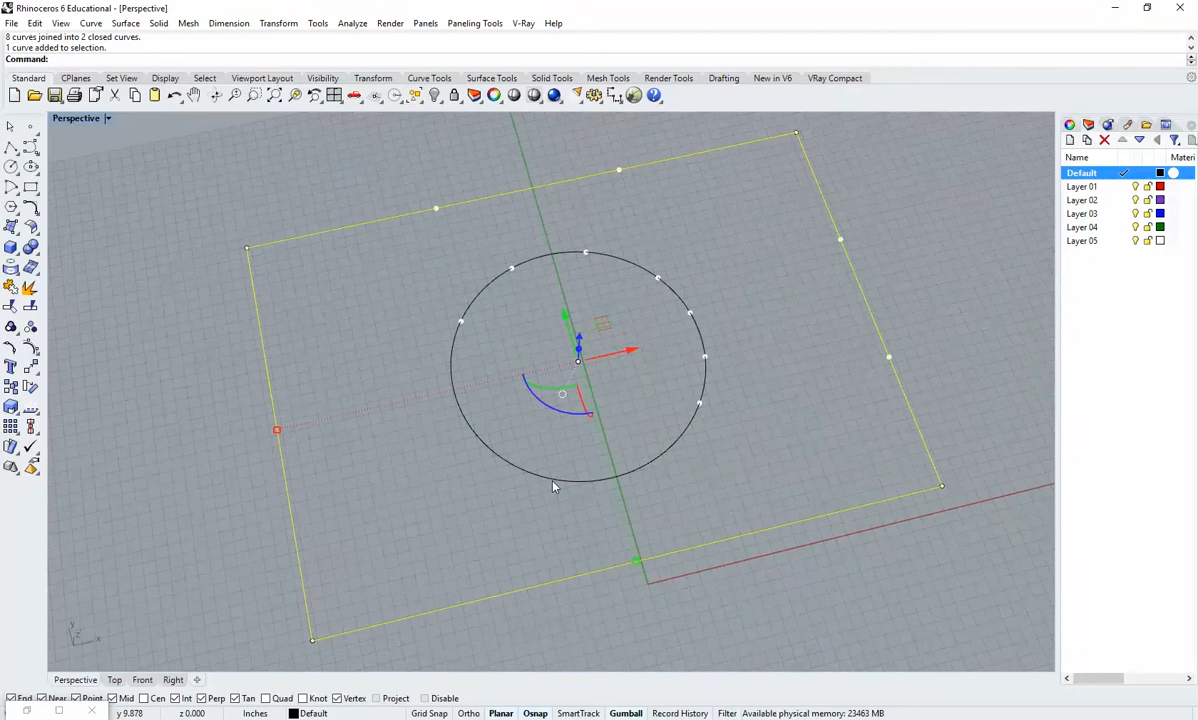 Rhinoceros 6 Educational - [Perspective]
File Edit View Curve Surface Solid Mesh Dimension Transform Tools Analyze Render Panels Paneling Tools V-Ray Help
8 curves joined into 2 closed curves.
1 curve added to selection.
Command:
Standard CPlanes Set View Display Select Viewport Layout Visibility Transform Curve Tools Surface Tools Solid Tools Mesh Tools Render Tools Drafting New in V6 VRay Compact
Perspective
Name Materi
Default
Layer 01
Layer 02
Layer 03
Layer 04
Layer 05
y
z x
Perspective Top Front Right
End Near Point Mid Cen Int Perp Tan Quad Knot Vertex Project Disable
y 9.878 z 0.000 Inches Default Grid Snap Ortho Planar Osnap SmartTrack Gumball Record History Filter Available physical memory: 23463 MB